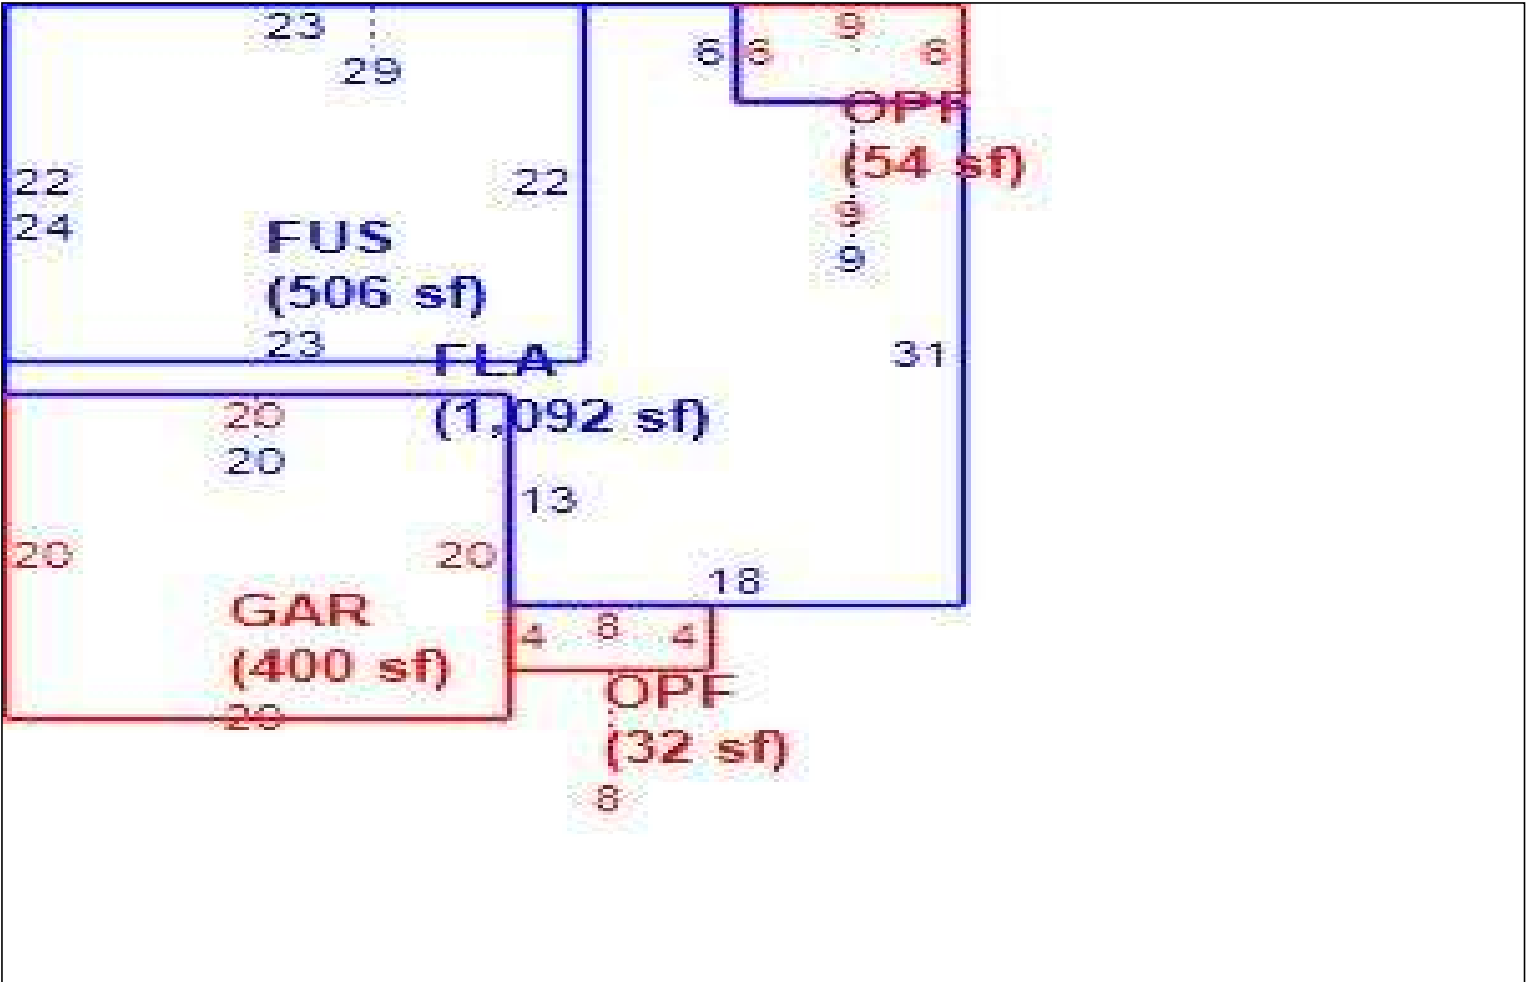 23
29
6 6 9 6
OPF
(54 sf)
22 22
24
9
9
FUS
(506 sf)
23
FLA
(1,092 sf)
31
20
20
13
20 20
18
GAR
(400 sf)
20
4 8 4
OPF
(32 sf)
8